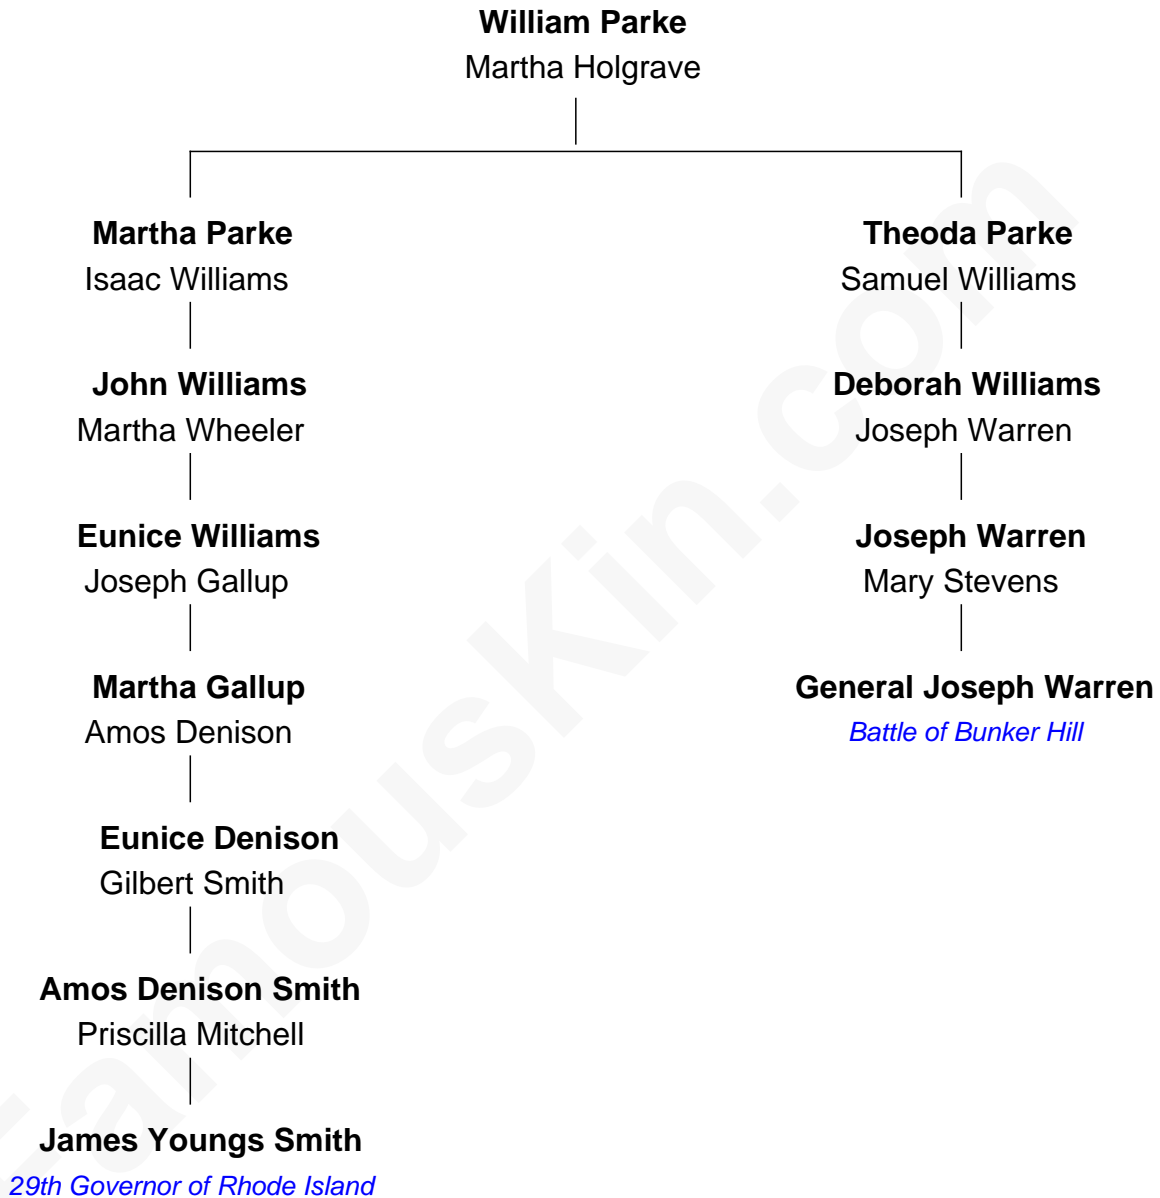 William Parke
Martha Holgrave
Martha Parke
Isaac Williams
Theoda Parke
Samuel Williams
John Williams
Martha Wheeler
Deborah Williams
Joseph Warren
Eunice Williams
Joseph Gallup
Joseph Warren
Mary Stevens
Martha Gallup
Amos Denison
General Joseph Warren
Battle of Bunker Hill
Eunice Denison
Gilbert Smith
Amos Denison Smith
Priscilla Mitchell
James Youngs Smith
29th Governor of Rhode Island
FamousKin.com